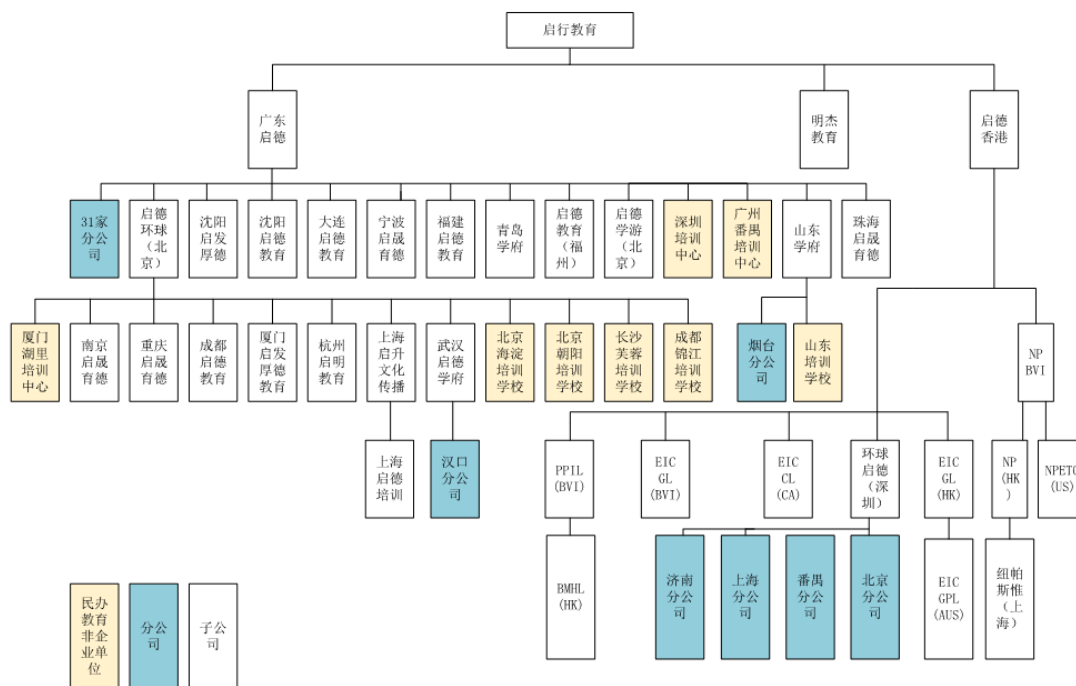 启行教育
广东
启德
明杰
教育
启德
香港
31家
分公
司
启德
环球
（北
京）
沈阳
启发
厚德
沈阳
启德
教育
大连
启德
教育
宁波
启晟
育德
福建
启德
教育
青岛
学府
启德
教育
（福
州）
启德
学游
（北
京）
深圳
培训
中心
广州
番禺
培训
中心
山东
学府
珠海
启晟
育德
厦门
湖里
培训
中心
南京
启晟
育德
重庆
启晟
育德
成都
启德
教育
厦门
启发
厚德
教育
杭州
启明
教育
上海
启升
文化
传播
武汉
启德
学府
北京
海淀
培训
学校
北京
朝阳
培训
学校
长沙
芙蓉
培训
学校
成都
锦江
培训
学校
烟台
分公
司
山东
培训
学校
NP
BVI
上海
启德
培训
汉口
分公
司
PPIL
(BVI)
EIC
GL
(BVI)
EIC
CL
(CA)
环球
启德
（深
圳）
EIC
GL
(HK)
NP
(HK
)
NPETC
(US)
BMHL
(HK)
济南
分公
司
上海
分公
司
番禺
分公
司
北京
分公
司
EIC
GPL
(AUS)
纽帕
斯惟
（上
海）
民办
教育
非企
业单
位
分公
司
子公
司